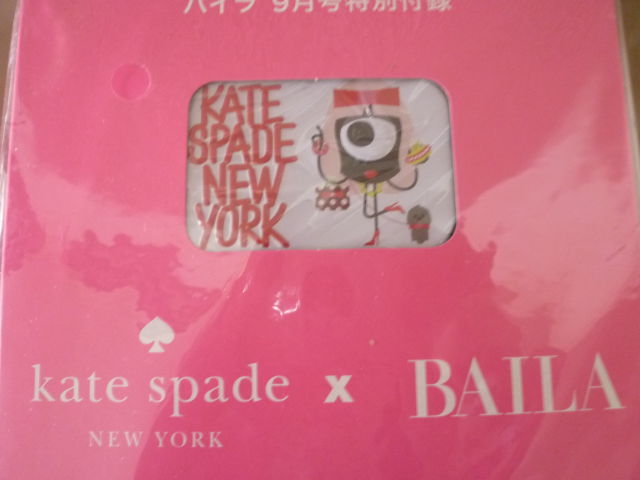 バイラ 9月号特別付録
KATE
SPADE
NEW
YORK
kate spade x BAILA
NEW YORK